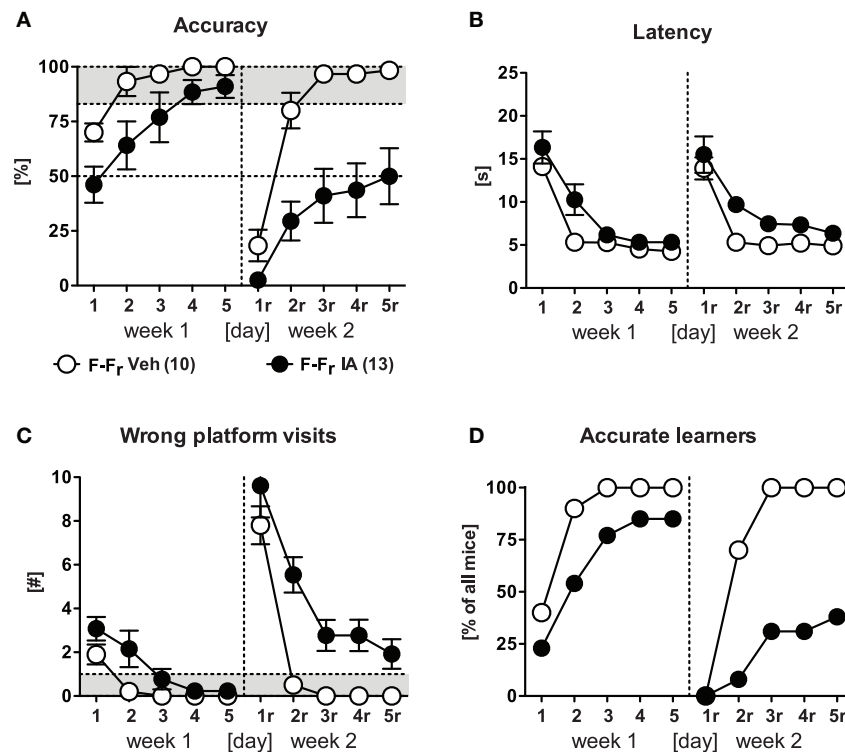 A
Accuracy
[%]
100
75
50
25
0
1 2 3 4 5 1r 2r 3r 4r 5r
week 1 [day] week 2
F-Fr Veh (10) F-Fr IA (13)
B
Latency
[s]
25
20
15
10
5
0
1 2 3 4 5 1r 2r 3r 4r 5r
week 1 [day] week 2
C
Wrong platform visits
[#]
10
8
6
4
2
0
1 2 3 4 5 1r 2r 3r 4r 5r
week 1 [day] week 2
D
Accurate learners
[% of all mice]
100
75
50
25
0
1 2 3 4 5 1r 2r 3r 4r 5r
week 1 [day] week 2